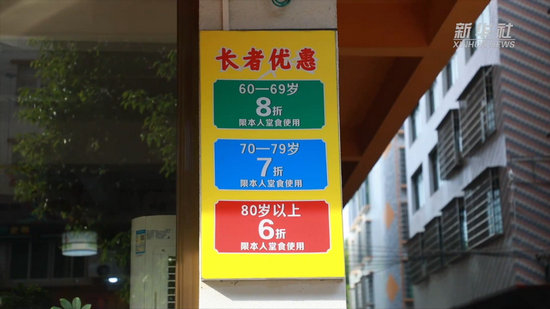 新华社
XINHUA NEWS
长者优惠
60—69岁
8折
限本人堂食使用
70—79岁
7折
限本人堂食使用
80岁以上
6折
限本人堂食使用